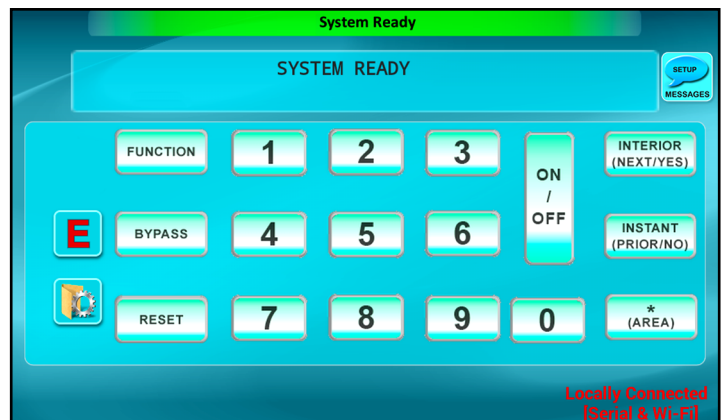 System Ready
SYSTEM READY
SETUP
MESSAGES
FUNCTION
1
2
3
ON
/
OFF
INTERIOR
(NEXT/YES)
E
BYPASS
4
5
6
INSTANT
(PRIOR/NO)
RESET
7
8
9
0
*
(AREA)
Locally Connected
[Serial & Wi-Fi]